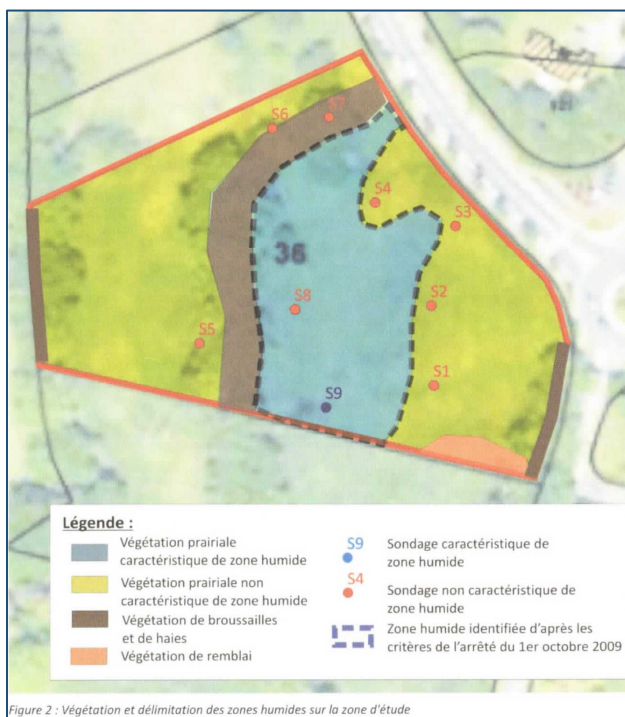 S6
S7
S4
S3
36
S8
S2
S5
S1
S9
Légende :
Végétation prairiale
caractéristique de zone humide
Végétation prairiale non
caractéristique de zone humide
Végétation de broussailles
et de haies
Végétation de remblai
S9
Sondage caractéristique de
zone humide
S4
Sondage non caractéristique de
zone humide
Zone humide identifiée d'après les
critères de l'arrêté du 1er octobre 2009
Figure 2 : Végétation et délimitation des zones humides sur la zone d'étude